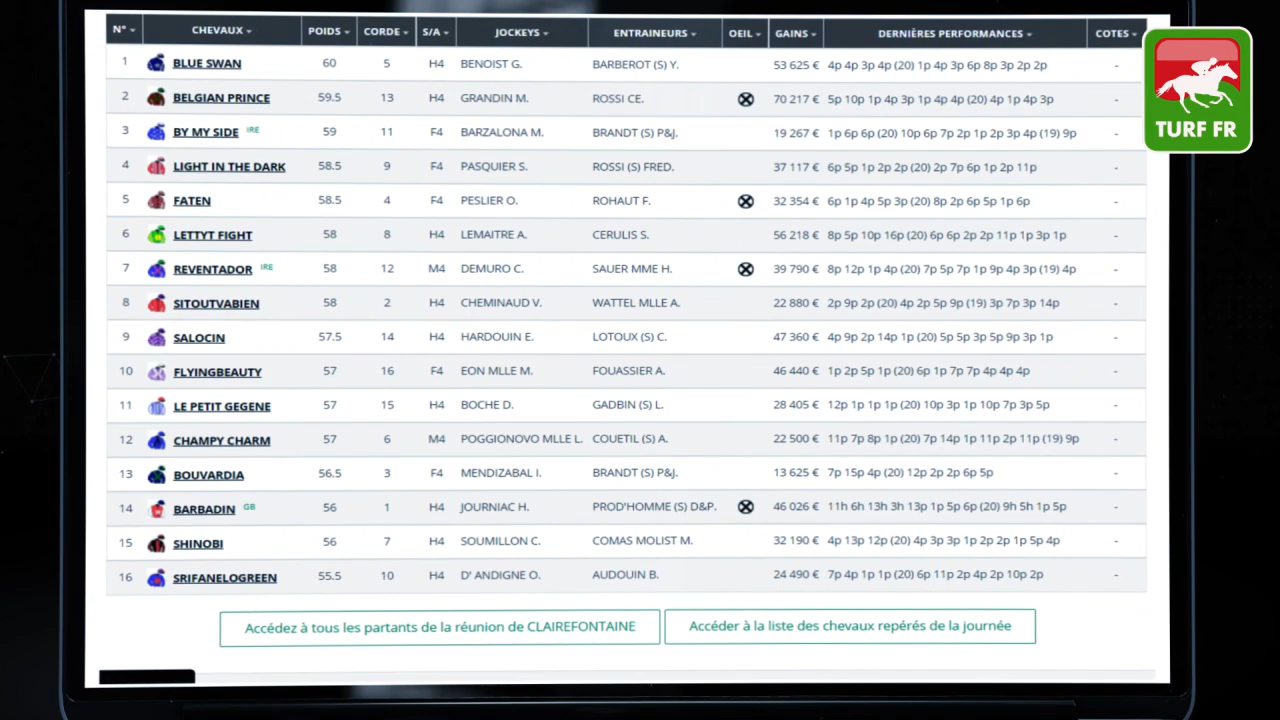 N° CHEVAUX POIDS CORDE S/A JOCKEYS ENTRAINEURS OEIL GAINS DERNIÈRES PERFORMANCES COTES
1 BLUE SWAN 60 5 H4 BENOIST G. BARBEROT (S) Y. 53 625 € 4p 4p 3p 4p (20) 1p 4p 3p 6p 8p 3p 2p 2p -
2 BELGIAN PRINCE 59.5 13 H4 GRANDIN M. ROSSI CE. 70 217 € 5p 10p 1p 4p 3p 1p 4p 4p (20) 4p 1p 4p 3p -
3 BY MY SIDE IRE 59 11 F4 BARZALONA M. BRANDT (S) P&J. 19 267 € 1p 6p 6p (20) 10p 6p 7p 2p 1p 2p 3p 4p (19) 9p -
4 LIGHT IN THE DARK 58.5 9 F4 PASQUIER S. ROSSI (S) FRED. 37 117 € 6p 5p 1p 2p 2p (20) 2p 7p 6p 1p 2p 11p -
5 FATEN 58.5 4 F4 PESLIER O. ROHAUT F. 32 354 € 6p 1p 4p 5p 3p (20) 8p 2p 6p 5p 1p 6p -
6 LETTYT FIGHT 58 8 H4 LEMAITRE A. CERULIS S. 56 218 € 8p 5p 10p 16p (20) 6p 6p 2p 2p 11p 1p 3p 1p -
7 REVENTADOR IRE 58 12 M4 DEMURO C. SAUER MME H. 39 790 € 8p 12p 1p 4p (20) 7p 5p 7p 1p 9p 4p 3p (19) 4p -
8 SITOUTVABIEN 58 2 H4 CHEMINAUD V. WATTEL MLLE A. 22 880 € 2p 9p 2p (20) 4p 2p 5p 9p (19) 3p 7p 3p 14p -
9 SALOCIN 57.5 14 H4 HARDOUIN E. LOTOUX (S) C. 47 360 € 4p 9p 2p 14p 1p (20) 5p 5p 3p 5p 9p 3p 1p -
10 FLYINGBEAUTY 57 16 F4 EON MLLE M. FOUASSIER A. 46 440 € 1p 2p 5p 1p (20) 6p 1p 7p 7p 4p 4p 4p -
11 LE PETIT GEGENE 57 15 H4 BOCHE D. GADBIN (S) L. 28 405 € 12p 1p 1p 1p (20) 10p 3p 1p 10p 7p 3p 5p -
12 CHAMPY CHARM 57 6 M4 POGGIONOVO MLLE L. COUETIL (S) A. 22 500 € 11p 7p 8p 1p (20) 7p 14p 1p 11p 2p 11p (19) 9p -
13 BOUVARDIA 56.5 3 F4 MENDIZABAL I. BRANDT (S) P&J. 13 625 € 7p 15p 4p (20) 12p 2p 2p 6p 5p -
14 BARBADIN GB 56 1 H4 JOURNIAC H. PROD'HOMME (S) D&P. 46 026 € 11h 6h 13h 3h 13p 1p 5p 6p (20) 9h 5h 1p 5p -
15 SHINOBI 56 7 H4 SOUMILLON C. COMAS MOLIST M. 32 190 € 4p 13p 12p (20) 4p 3p 3p 1p 2p 2p 1p 5p 4p -
16 SRIFANELOGREEN 55.5 10 H4 D' ANDIGNE O. AUDOUIN B. 24 490 € 7p 4p 1p 1p (20) 6p 11p 2p 4p 2p 10p 2p -
Accédez à tous les partants de la réunion de CLAIREFONTAINE Accéder à la liste des chevaux repérés de la journée
TURF FR